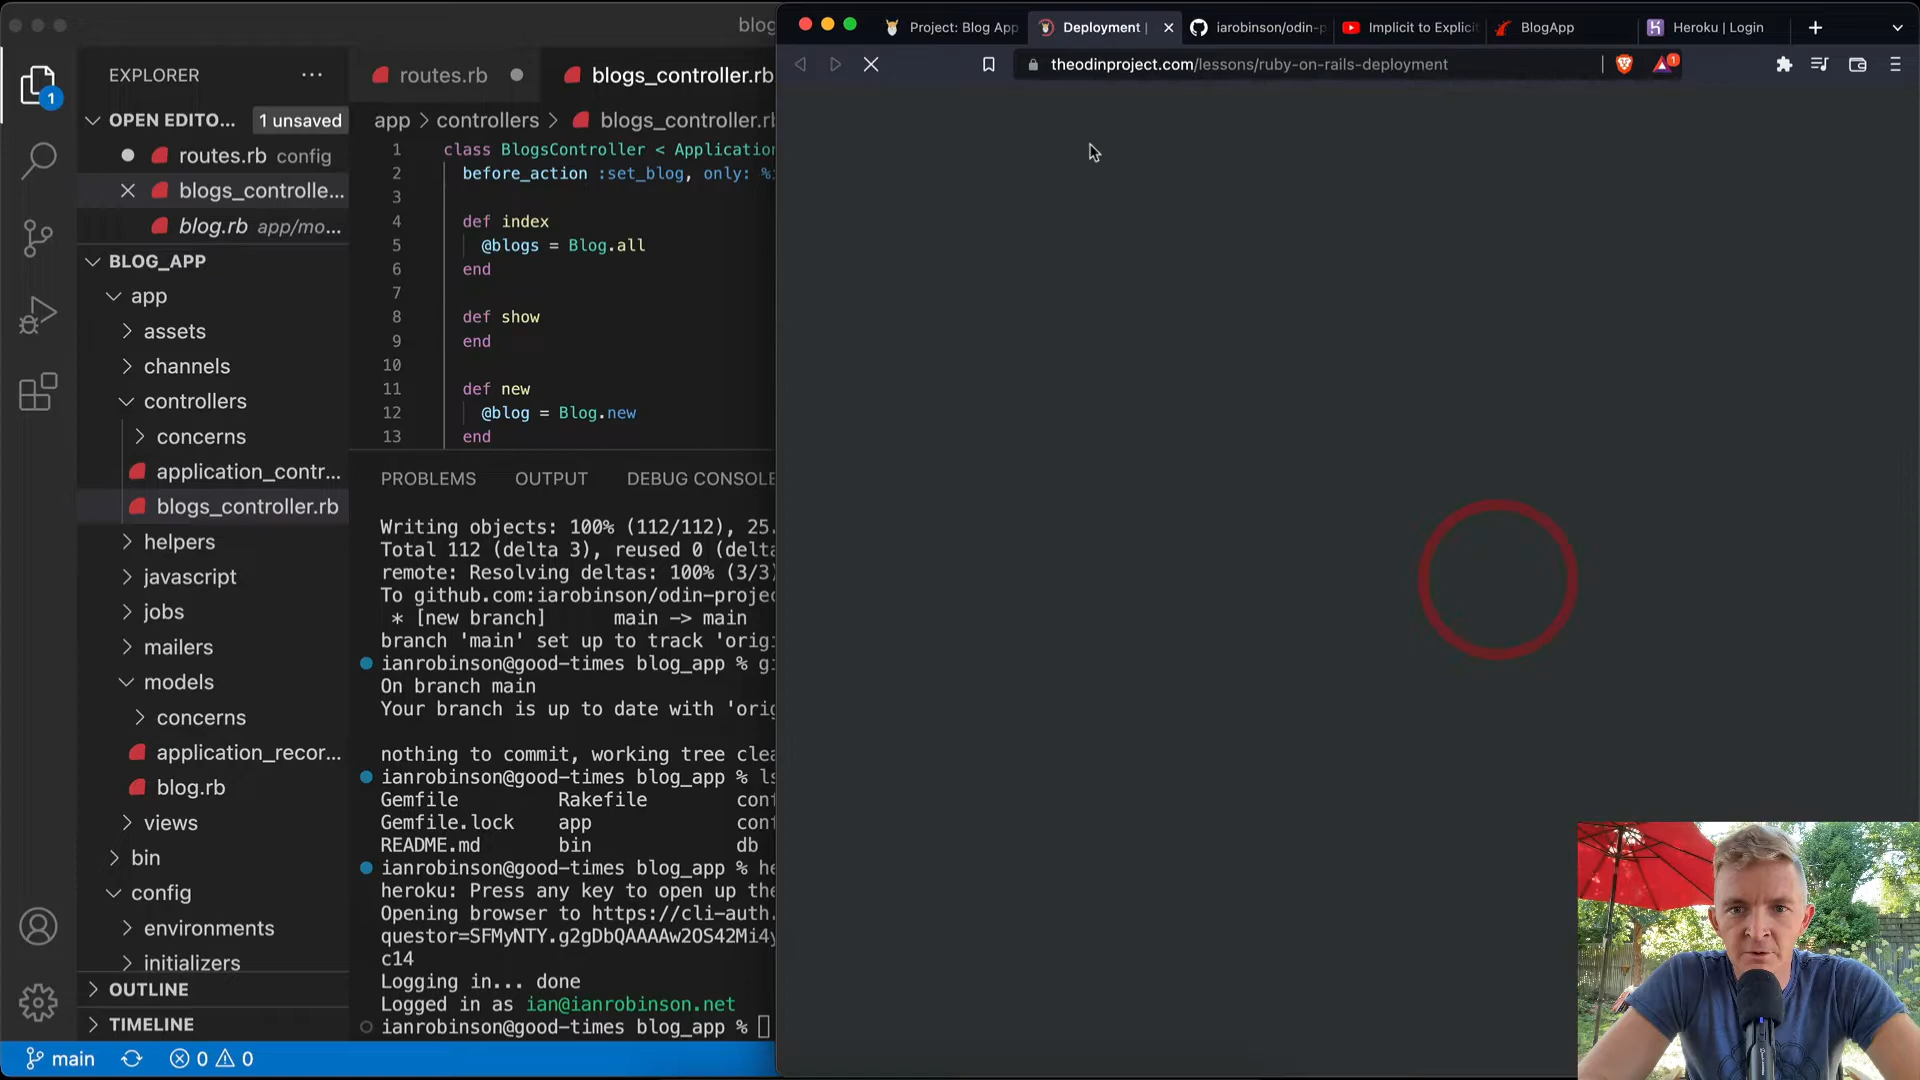 blog
EXPLORER
OPEN EDITO... 1 unsaved
routes.rb config
blogs_controlle...
blog.rb app/mo...
BLOG_APP
app
assets
channels
controllers
concerns
application_contr...
blogs_controller.rb
helpers
javascript
jobs
mailers
models
concerns
application_recor...
blog.rb
views
bin
config
environments
initializers
OUTLINE
TIMELINE
main 0 0
1
routes.rb blogs_controller.rb
app > controllers > blogs_controller.rb
1 class BlogsController < Application
2 before_action :set_blog, only: %
3
4 def index
5 @blogs = Blog.all
6 end
7
8 def show
9 end
10
11 def new
12 @blog = Blog.new
13 end
PROBLEMS OUTPUT DEBUG CONSOLE
Writing objects: 100% (112/112), 25.
Total 112 (delta 3), reused 0 (delta
remote: Resolving deltas: 100% (3/3)
To github.com:iarobinson/odin-proje
* [new branch] main -> main
branch 'main' set up to track 'orig
ianrobinson@good-times blog_app % gi
On branch main
Your branch is up to date with 'orig
nothing to commit, working tree clea
ianrobinson@good-times blog_app % ls
Gemfile Rakefile con
Gemfile.lock app con
README.md bin db
ianrobinson@good-times blog_app % he
heroku: Press any key to open up the
Opening browser to https://cli-auth.
questor=SFMyNTY.g2gDbQAAAAw2OS42Mi4y
c14
Logging in... done
Logged in as ian@ianrobinson.net
ianrobinson@good-times blog_app %
Project: Blog App Deployment | iarobinson/odin-p Implicit to Explicit BlogApp Heroku | Login
theodinproject.com/lessons/ruby-on-rails-deployment 1